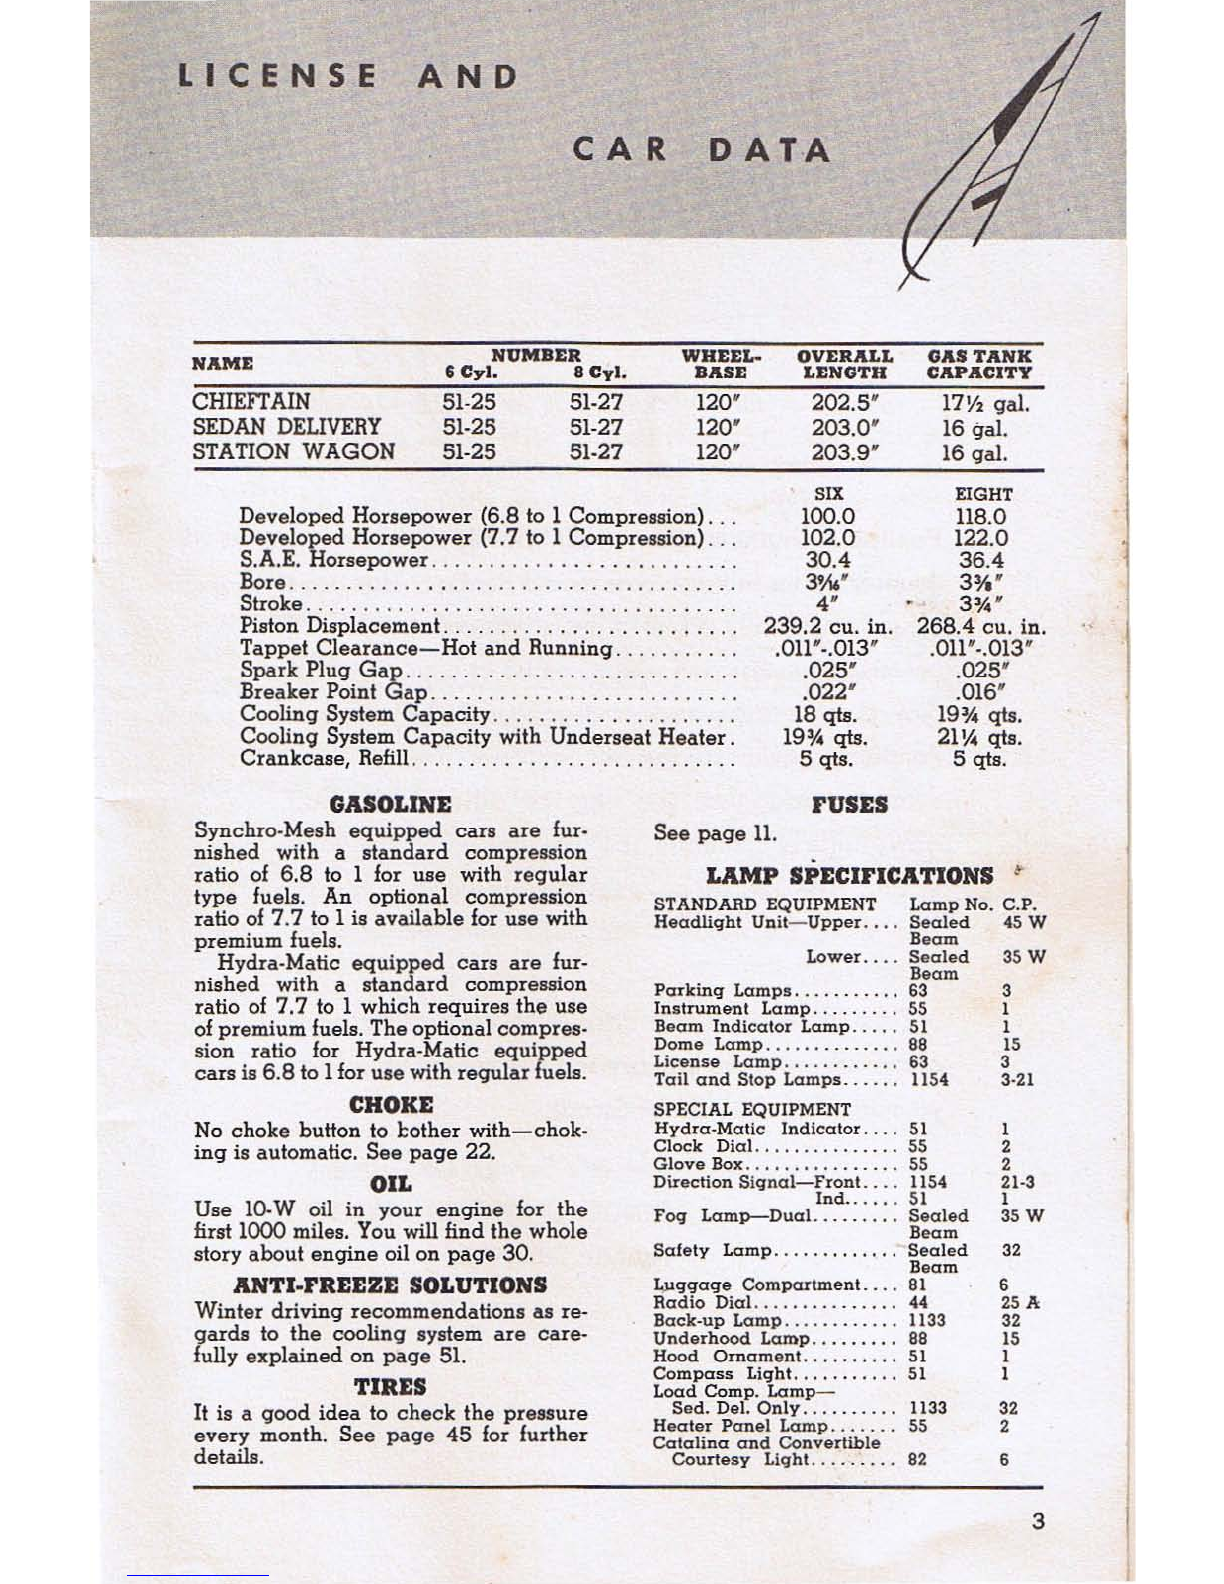 LICENSE AND
CAR DATA
NAME NUMBER WHEEL- OVERALL GAS TANK
6 Cyl. 8 Cyl. BASE LENGTH CAPACITY
CHIEFTAIN 51-25 51-27 120" 202.5" 17½ gal.
SEDAN DELIVERY 51-25 51-27 120" 203.0" 16 gal.
STATION WAGON 51-25 51-27 120" 203.9" 16 gal.
SIX EIGHT
Developed Horsepower (6.8 to 1 Compression)... 100.0 118.0
Developed Horsepower (7.7 to 1 Compression)... 102.0 122.0
S.A.E. Horsepower........................... 30.4 36.4
Bore....................................... 3⁹⁄₁₆" 3⅜"
Stroke...................................... 4" 3¾"
Piston Displacement.......................... 239.2 cu. in. 268.4 cu. in.
Tappet Clearance—Hot and Running........... .011"-.013" .011"-.013"
Spark Plug Gap.............................. .025" .025"
Breaker Point Gap........................... .022" .016"
Cooling System Capacity...................... 18 qts. 19¾ qts.
Cooling System Capacity with Underseat Heater. 19¾ qts. 21¼ qts.
Crankcase, Refill............................. 5 qts. 5 qts.
GASOLINE
Synchro-Mesh equipped cars are fur-
nished with a standard compression
ratio of 6.8 to 1 for use with regular
type fuels. An optional compression
ratio of 7.7 to 1 is available for use with
premium fuels.
Hydra-Matic equipped cars are fur-
nished with a standard compression
ratio of 7.7 to 1 which requires the use
of premium fuels. The optional compres-
sion ratio for Hydra-Matic equipped
cars is 6.8 to 1 for use with regular fuels.
CHOKE
No choke button to bother with—chok-
ing is automatic. See page 22.
OIL
Use 10-W oil in your engine for the
first 1000 miles. You will find the whole
story about engine oil on page 30.
ANTI-FREEZE SOLUTIONS
Winter driving recommendations as re-
gards to the cooling system are care-
fully explained on page 51.
TIRES
It is a good idea to check the pressure
every month. See page 45 for further
details.
FUSES
See page 11.
LAMP SPECIFICATIONS
STANDARD EQUIPMENT Lamp No. C.P.
Headlight Unit—Upper.... Sealed 45 W
Beam
Lower.... Sealed 35 W
Beam
Parking Lamps........... 63 3
Instrument Lamp......... 55 1
Beam Indicator Lamp..... 51 1
Dome Lamp.............. 88 15
License Lamp............ 63 3
Tail and Stop Lamps...... 1154 3-21
SPECIAL EQUIPMENT
Hydra-Matic Indicator.... 51 1
Clock Dial............... 55 2
Glove Box................ 55 2
Direction Signal—Front.... 1154 21-3
Ind...... 51 1
Fog Lamp—Dual......... Sealed 35 W
Beam
Safety Lamp............. Sealed 32
Beam
Luggage Compartment.... 81 6
Radio Dial............... 44 25 A
Back-up Lamp............ 1133 32
Underhood Lamp......... 88 15
Hood Ornament.......... 51 1
Compass Light........... 51 1
Load Comp. Lamp—
Sed. Del. Only.......... 1133 32
Heater Panel Lamp....... 55 2
Catalina and Convertible
Courtesy Light......... 82 6
3